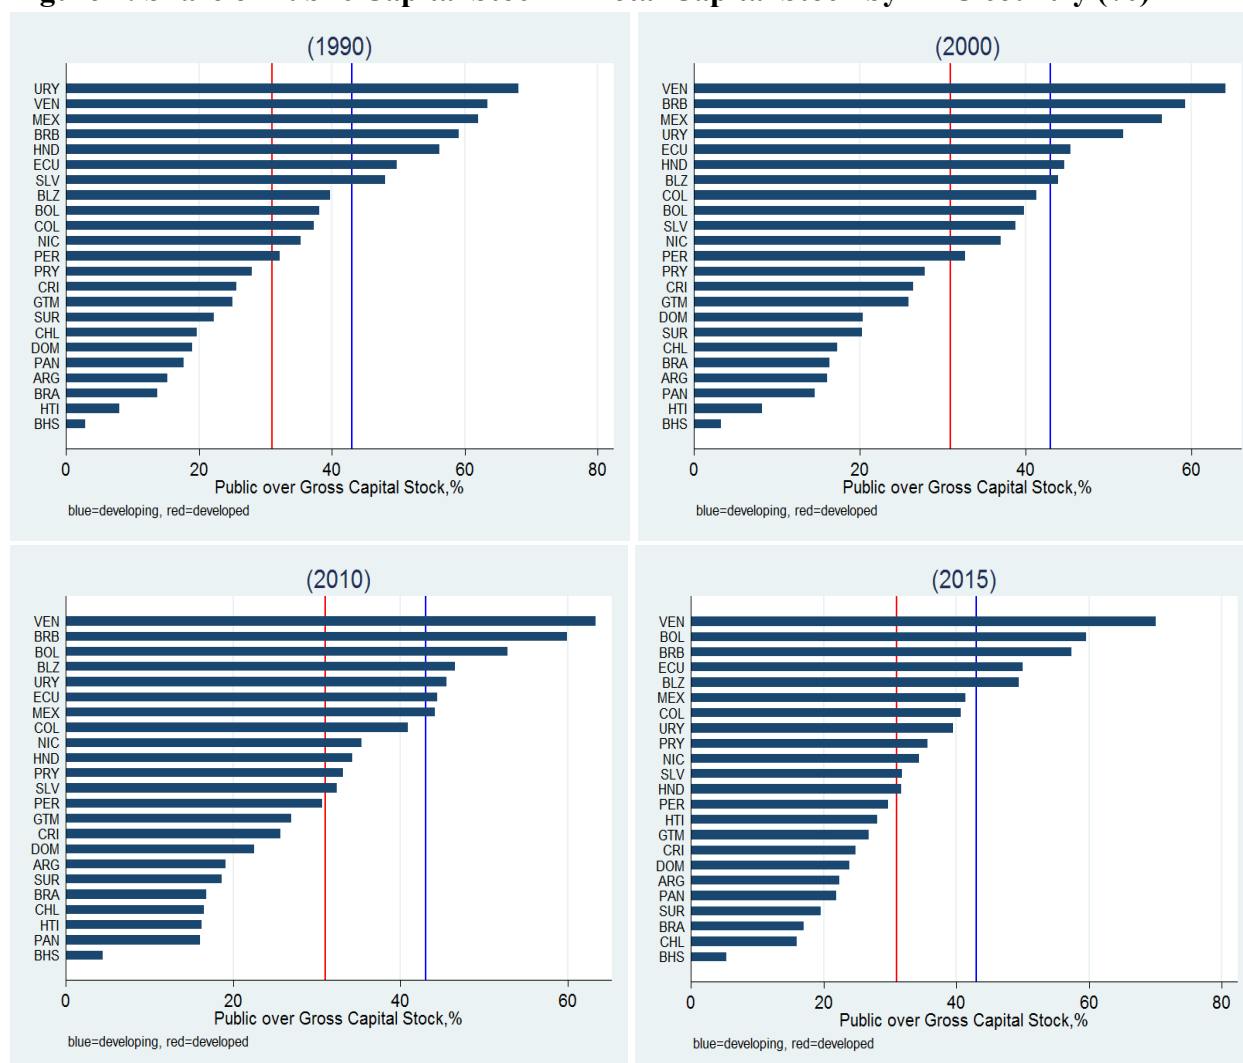 (1990)
URY
VEN
MEX
BRB
HND
ECU
SLV
BLZ
BOL
COL
NIC
PER
PRY
CRI
GTM
SUR
CHL
DOM
PAN
ARG
BRA
HTI
BHS
0 20 40 60 80
Public over Gross Capital Stock,%
blue=developing, red=developed
(2000)
VEN
BRB
MEX
URY
ECU
HND
BLZ
COL
BOL
SLV
NIC
PER
PRY
CRI
GTM
DOM
SUR
CHL
BRA
ARG
PAN
HTI
BHS
0 20 40 60
Public over Gross Capital Stock,%
blue=developing, red=developed
(2010)
VEN
BRB
BOL
BLZ
URY
ECU
MEX
COL
NIC
HND
PRY
SLV
PER
GTM
CRI
DOM
ARG
SUR
BRA
CHL
HTI
PAN
BHS
0 20 40 60
Public over Gross Capital Stock,%
blue=developing, red=developed
(2015)
VEN
BOL
BRB
ECU
BLZ
MEX
COL
URY
PRY
NIC
SLV
HND
PER
HTI
GTM
CRI
DOM
ARG
PAN
SUR
BRA
CHL
BHS
0 20 40 60 80
Public over Gross Capital Stock,%
blue=developing, red=developed